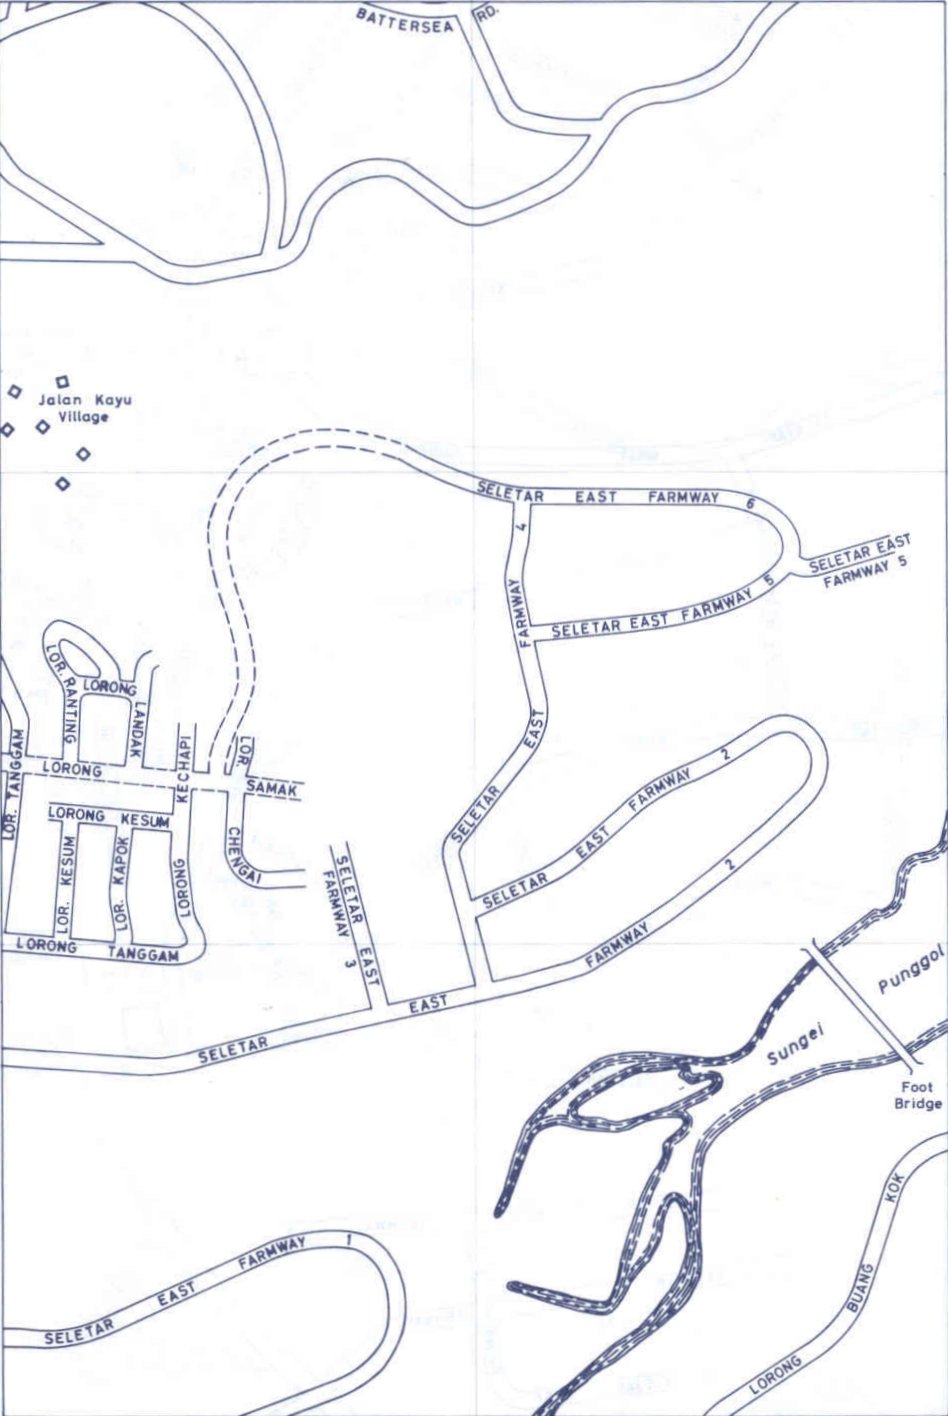 BATTERSEA RD.
Jalan Kayu
Village
SELETAR EAST FARMWAY 6
SELETAR EAST
FARMWAY 5
SELETAR EAST FARMWAY 5
SELETAR EAST FARMWAY 4
LOR. RANTING
LORONG LANDAK
LOR. TANGGAM
LORONG SAMAK
LORONG KECHAPI
LOR. CHENGAI
LORONG KESUM
LOR. KESUM
LOR. KAPOK
LORONG TANGGAM
SELETAR EAST
FARMWAY 3
SELETAR EAST FARMWAY 2
SELETAR EAST FARMWAY 2
Sungei Punggol
Foot
Bridge
SELETAR EAST FARMWAY 1
LORONG BUANG KOK